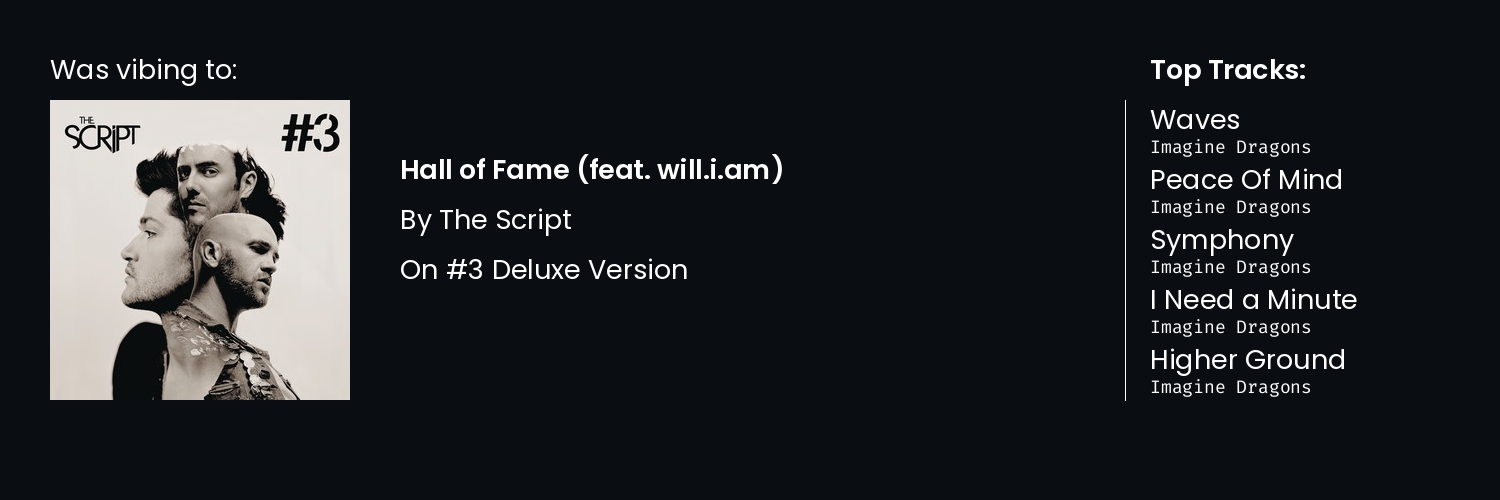 Was vibing to:
THE
SCRIPT
#3
Hall of Fame (feat. will.i.am)
By The Script
On #3 Deluxe Version
Top Tracks:
Waves
Imagine Dragons
Peace Of Mind
Imagine Dragons
Symphony
Imagine Dragons
I Need a Minute
Imagine Dragons
Higher Ground
Imagine Dragons